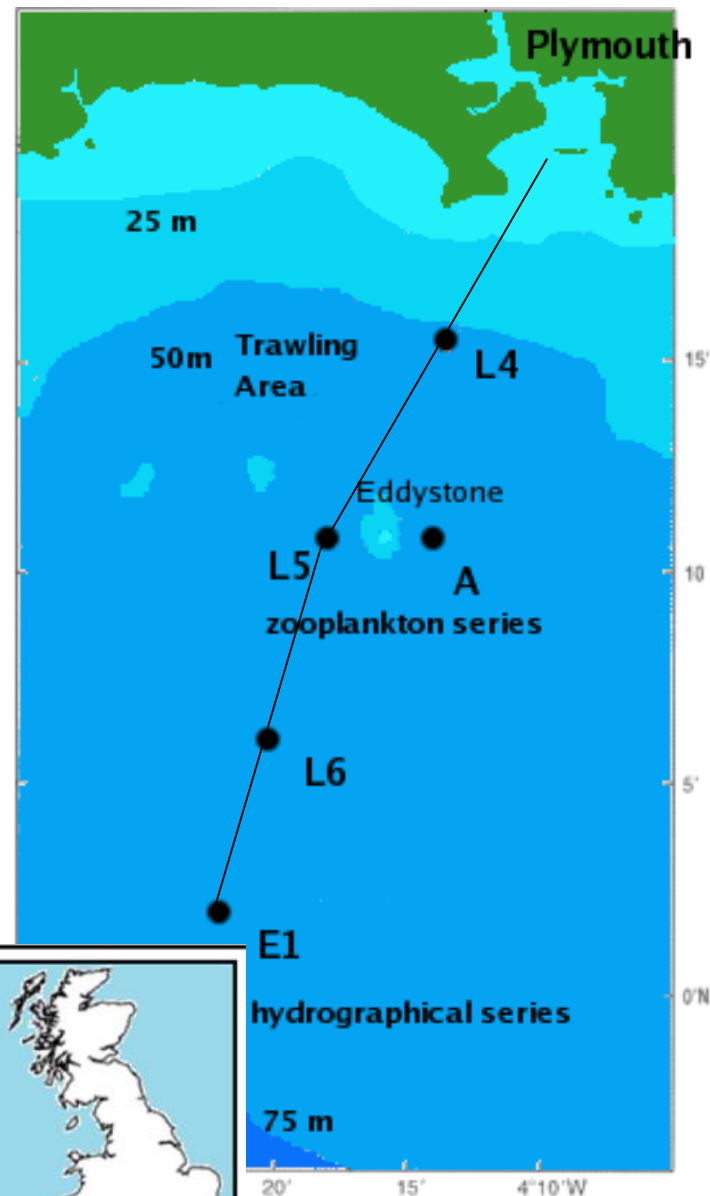 Plymouth
25 m
50m
Trawling
Area
L4
15'
Eddystone
L5
A
10
zooplankton series
L6
5'
E1
0'N
hydrographical series
75 m
20'
15'
4°10'W